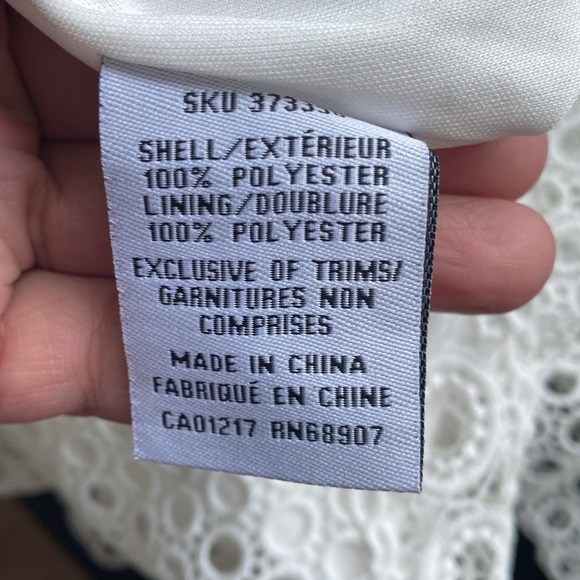 SKU
SHELL/EXTÉRIEUR
100% POLYESTER
LINING/DOUBLURE
100% POLYESTER
EXCLUSIVE OF TRIMS/
GARNITURES NON
COMPRISES
MADE IN CHINA
FABRIQUÉ EN CHINE
CA01217 RN68907